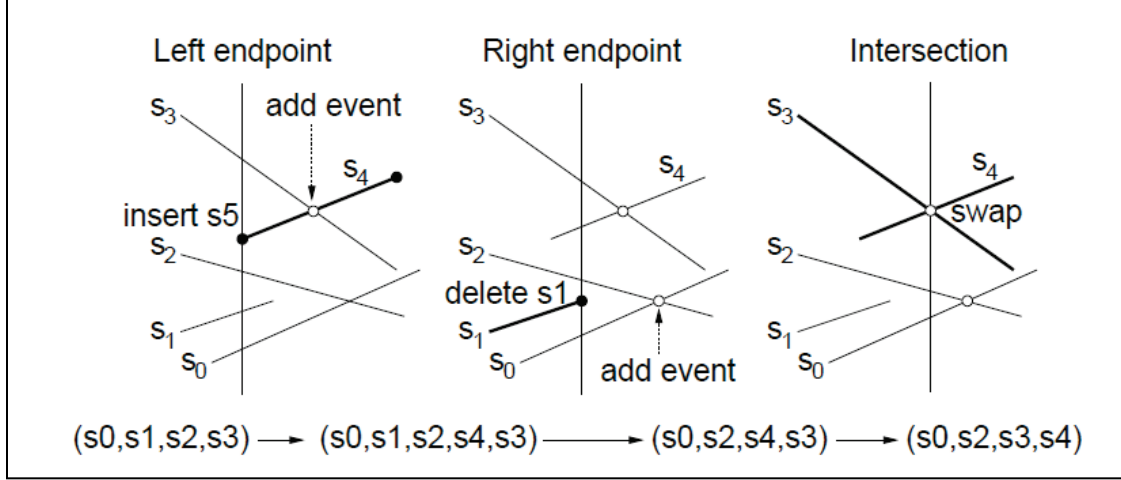 Left endpoint
Right endpoint
Intersection
s3
add event
s4
insert s5
s2
s1
s0
s3
s4
s2
delete s1
s1
s0
add event
s3
s4
swap
s2
s1
s0
(s0,s1,s2,s3) → (s0,s1,s2,s4,s3) → (s0,s2,s4,s3) → (s0,s2,s3,s4)